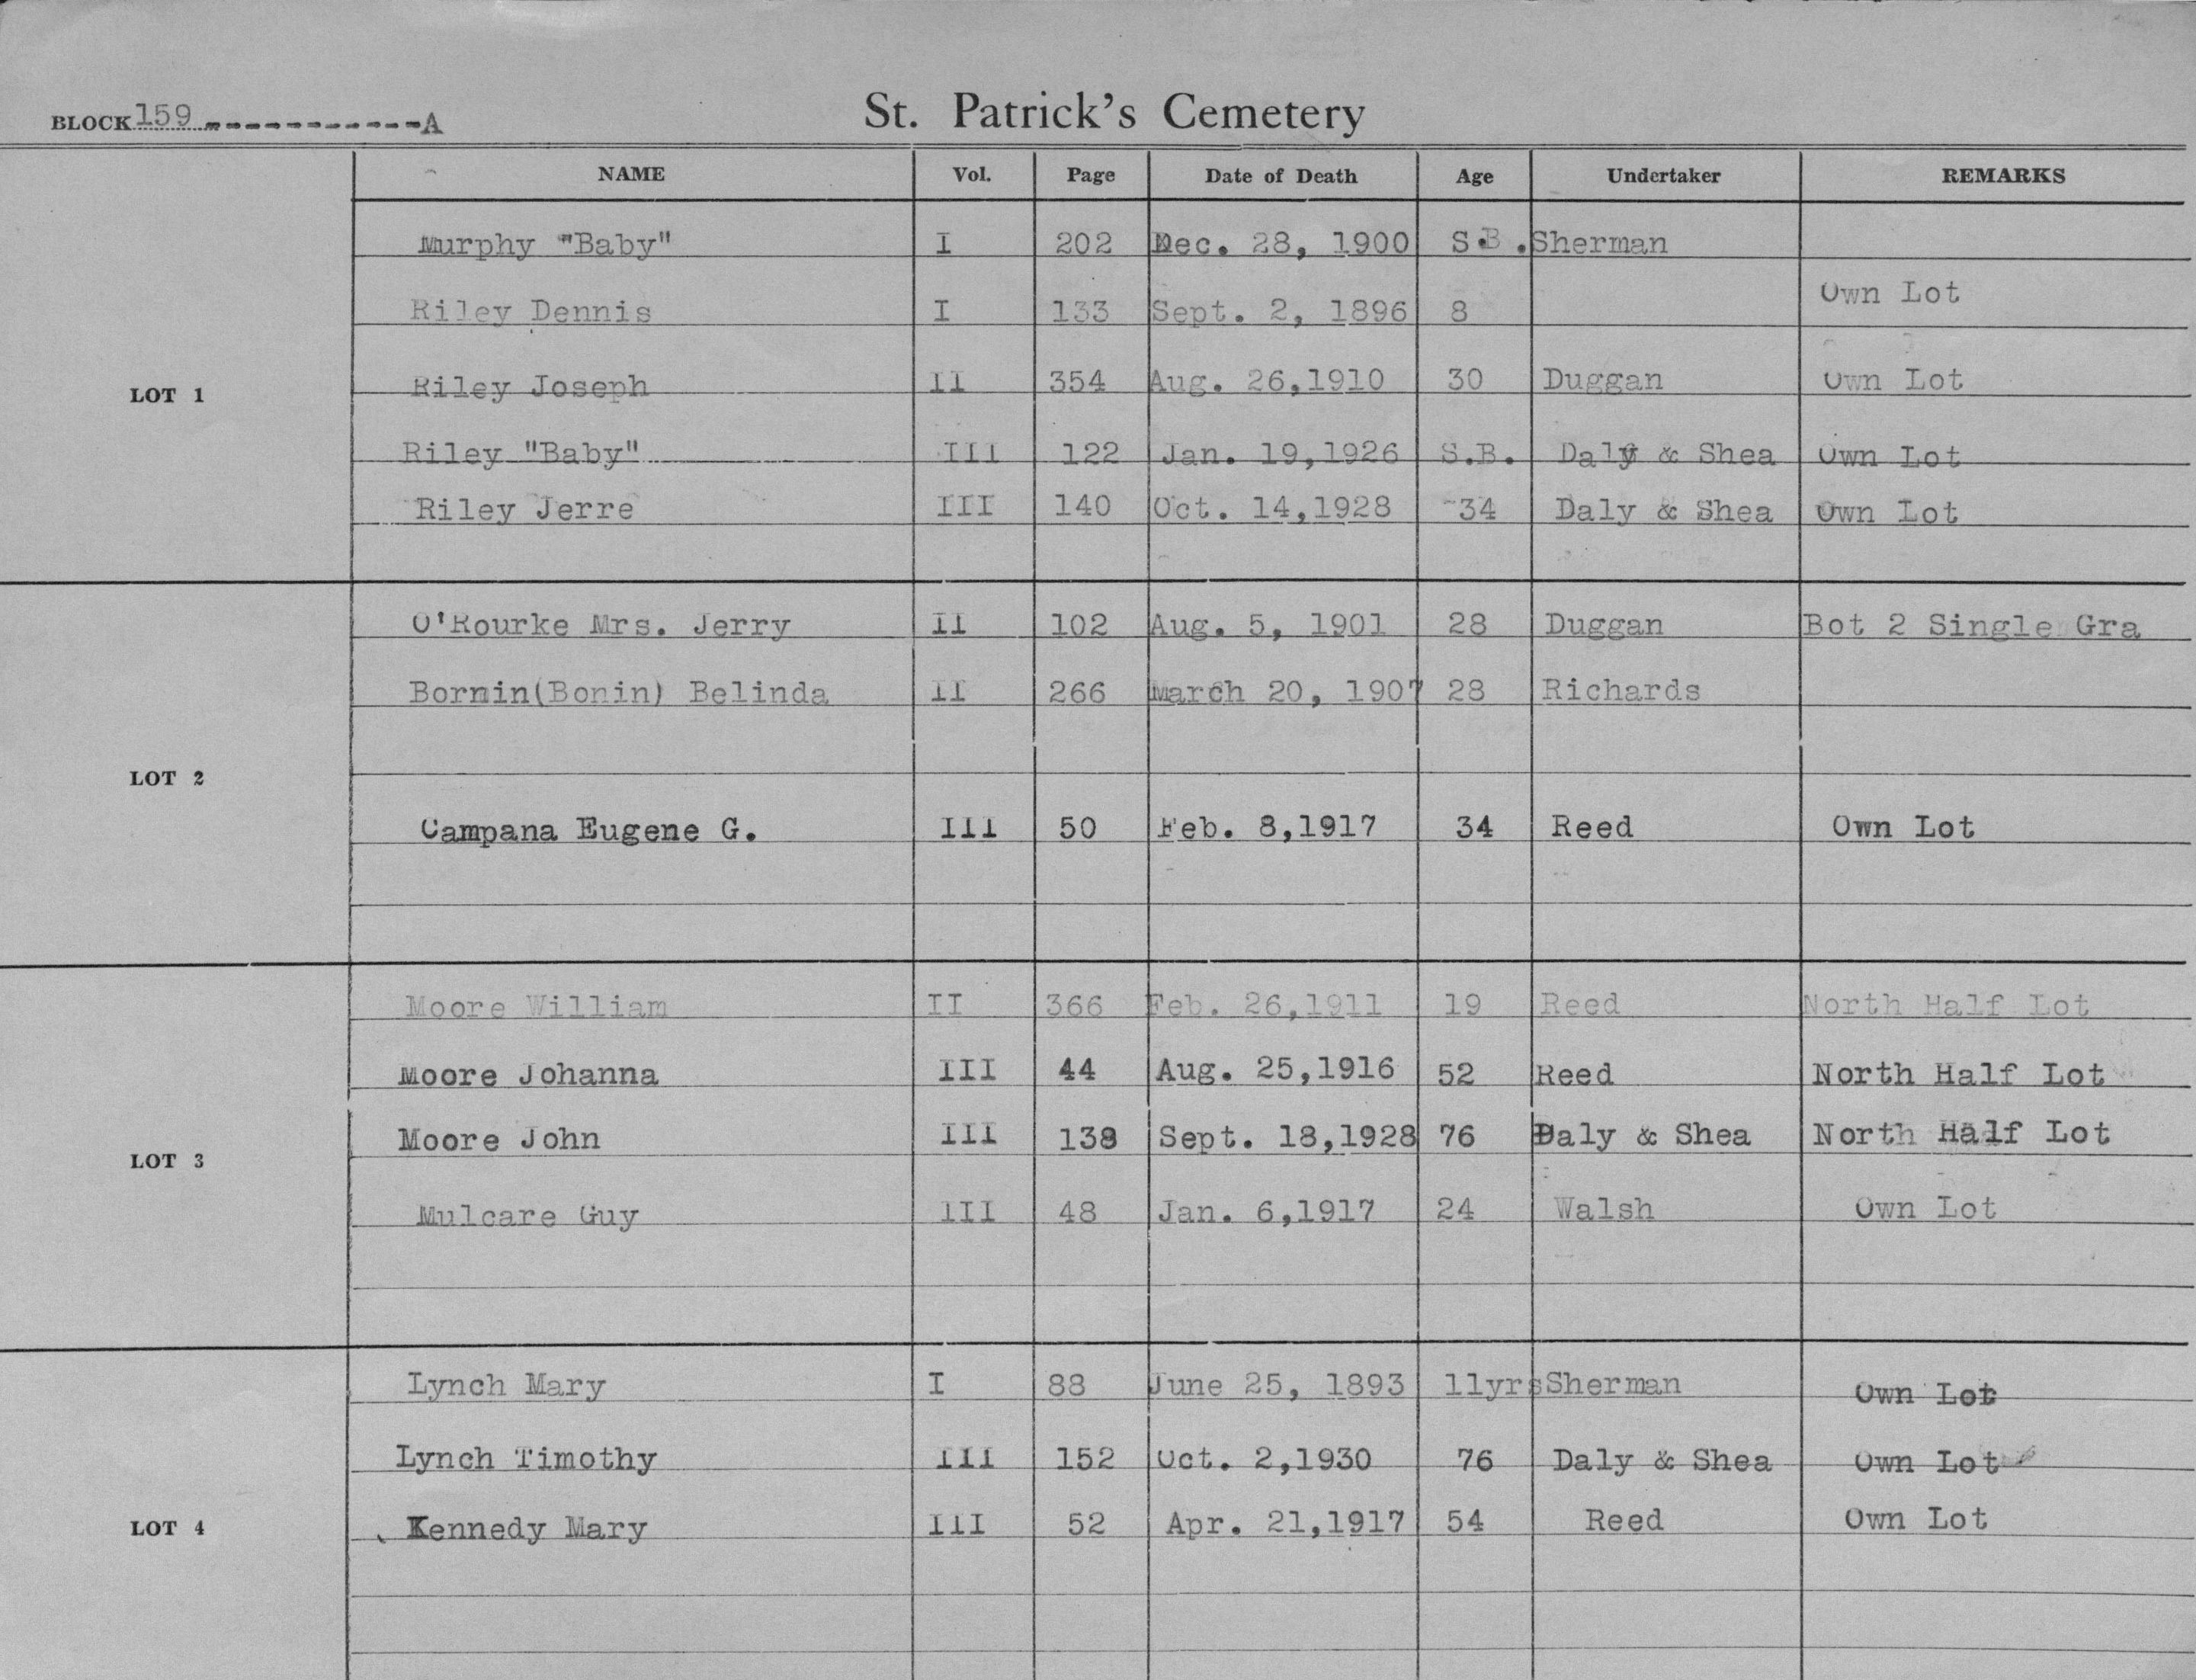 BLOCK 159 ------------A St. Patrick's Cemetery
NAME Vol. Page Date of Death Age Undertaker REMARKS
LOT 1
Murphy "Baby" I 202 Dec. 28, 1900 S.B. Sherman
Riley Dennis I 133 Sept. 2, 1896 8 Own Lot
Riley Joseph II 354 Aug. 26,1910 30 Duggan Own Lot
Riley "Baby" III 122 Jan. 19,1926 S.B. Daly & Shea Own Lot
Riley Jerre III 140 Oct. 14,1928 34 Daly & Shea Own Lot
LOT 2
O'Rourke Mrs. Jerry II 102 Aug. 5, 1901 28 Duggan Bot 2 Single Gra
Bornin(Bonin) Belinda II 266 March 20, 1907 28 Richards
Campana Eugene G. III 50 Feb. 8,1917 34 Reed Own Lot
LOT 3
Moore William II 366 Feb. 26,1911 19 Reed North Half Lot
Moore Johanna III 44 Aug. 25,1916 52 Reed North Half Lot
Moore John III 138 Sept. 18,1928 76 Daly & Shea North Half Lot
Mulcare Guy III 48 Jan. 6,1917 24 Walsh Own Lot
LOT 4
Lynch Mary I 88 June 25, 1893 11yrs Sherman Own Lot
Lynch Timothy III 152 Oct. 2,1930 76 Daly & Shea Own Lot
Kennedy Mary III 52 Apr. 21,1917 54 Reed Own Lot